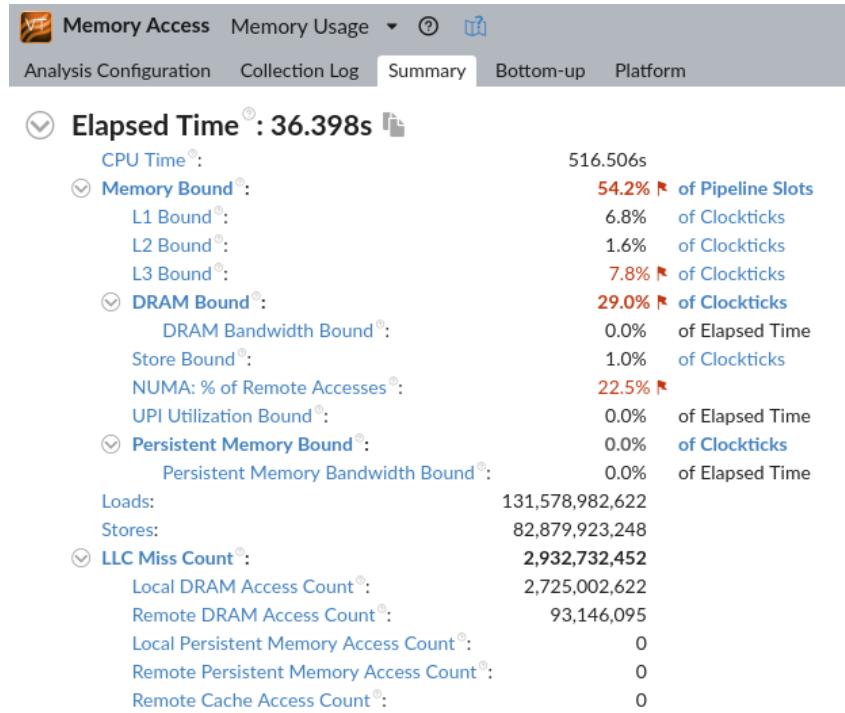 VT Memory Access Memory Usage ?
Analysis Configuration Collection Log Summary Bottom-up Platform
Elapsed Time : 36.398s
CPU Time : 516.506s
Memory Bound : 54.2% of Pipeline Slots
L1 Bound : 6.8% of Clockticks
L2 Bound : 1.6% of Clockticks
L3 Bound : 7.8% of Clockticks
DRAM Bound : 29.0% of Clockticks
DRAM Bandwidth Bound : 0.0% of Elapsed Time
Store Bound : 1.0% of Clockticks
NUMA: % of Remote Accesses : 22.5%
UPI Utilization Bound : 0.0% of Elapsed Time
Persistent Memory Bound : 0.0% of Clockticks
Persistent Memory Bandwidth Bound : 0.0% of Elapsed Time
Loads: 131,578,982,622
Stores: 82,879,923,248
LLC Miss Count : 2,932,732,452
Local DRAM Access Count : 2,725,002,622
Remote DRAM Access Count : 93,146,095
Local Persistent Memory Access Count : 0
Remote Persistent Memory Access Count : 0
Remote Cache Access Count : 0